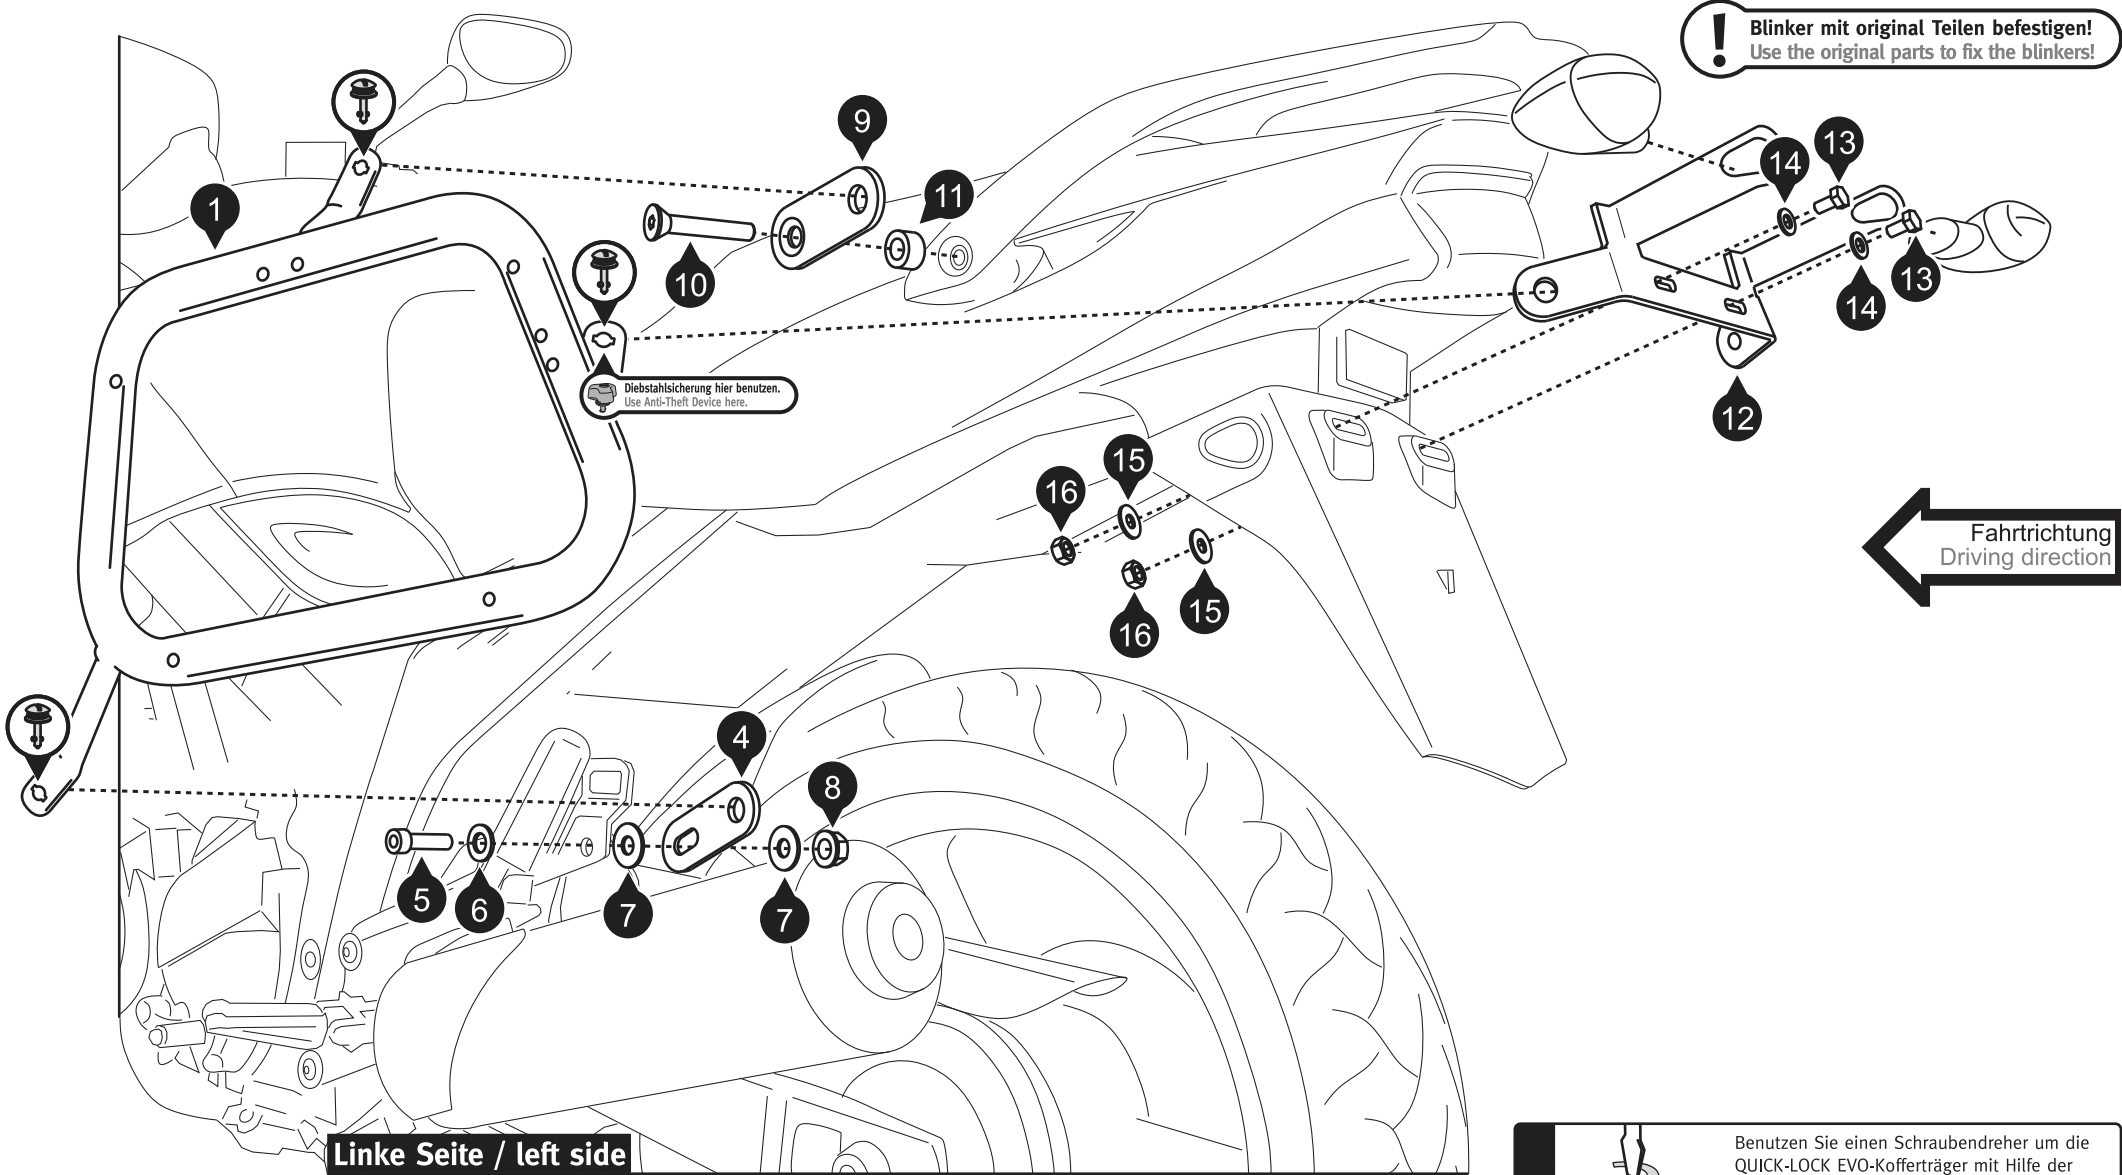 Blinker mit original Teilen befestigen!
Use the original parts to fix the blinkers!
9
13
14
1
11
10
13
14
Diebstahlsicherung hier benutzen.
Use Anti-Theft Device here.
12
15
16
Fahrtrichtung
Driving direction
15
16
4
8
5
6
7
7
Linke Seite / left side
Benutzen Sie einen Schraubendreher um die
QUICK-LOCK EVO-Kofferträger mit Hilfe der